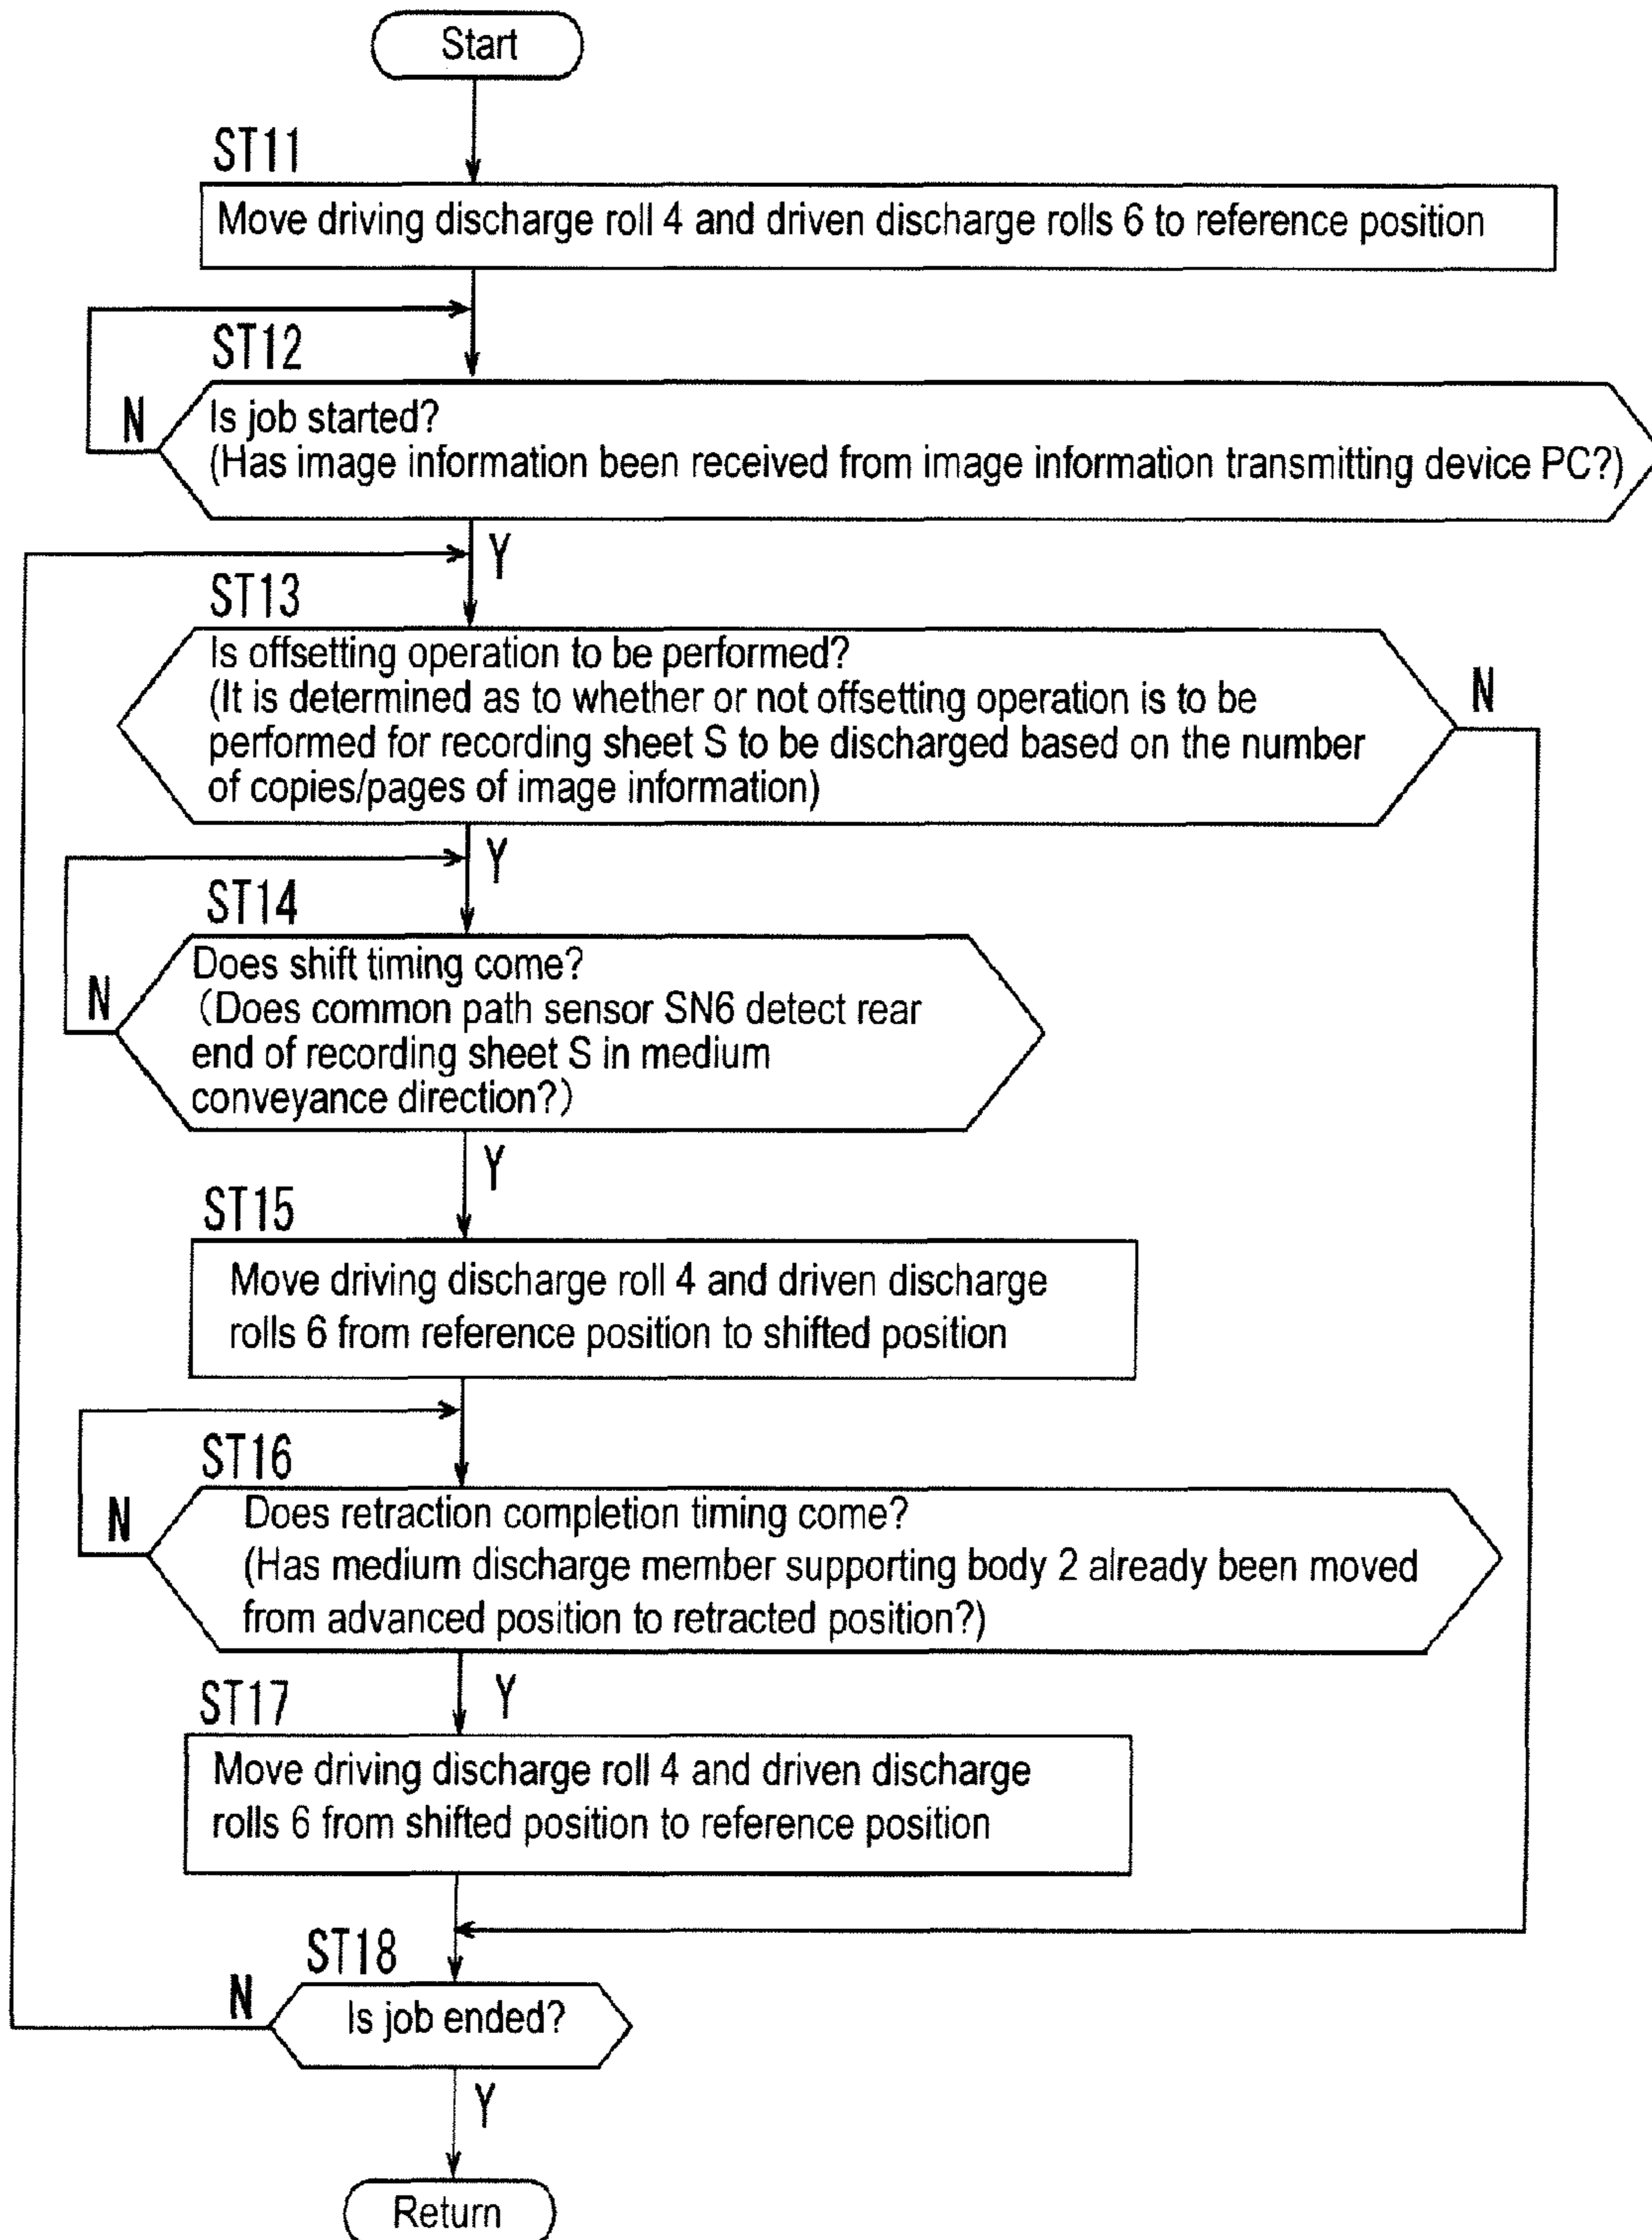 Start
ST11
Move driving discharge roll 4 and driven discharge rolls 6 to reference position
ST12
N
Is job started?
(Has image information been received from image information transmitting device PC?)
Y
ST13
Is offsetting operation to be performed?
(It is determined as to whether or not offsetting operation is to be
performed for recording sheet S to be discharged based on the number
of copies/pages of image information)
N
Y
ST14
N
Does shift timing come?
(Does common path sensor SN6 detect rear
end of recording sheet S in medium
conveyance direction?)
Y
ST15
Move driving discharge roll 4 and driven discharge
rolls 6 from reference position to shifted position
ST16
N
Does retraction completion timing come?
(Has medium discharge member supporting body 2 already been moved
from advanced position to retracted position?)
Y
ST17
Move driving discharge roll 4 and driven discharge
rolls 6 from shifted position to reference position
ST18
N
Is job ended?
Y
Return